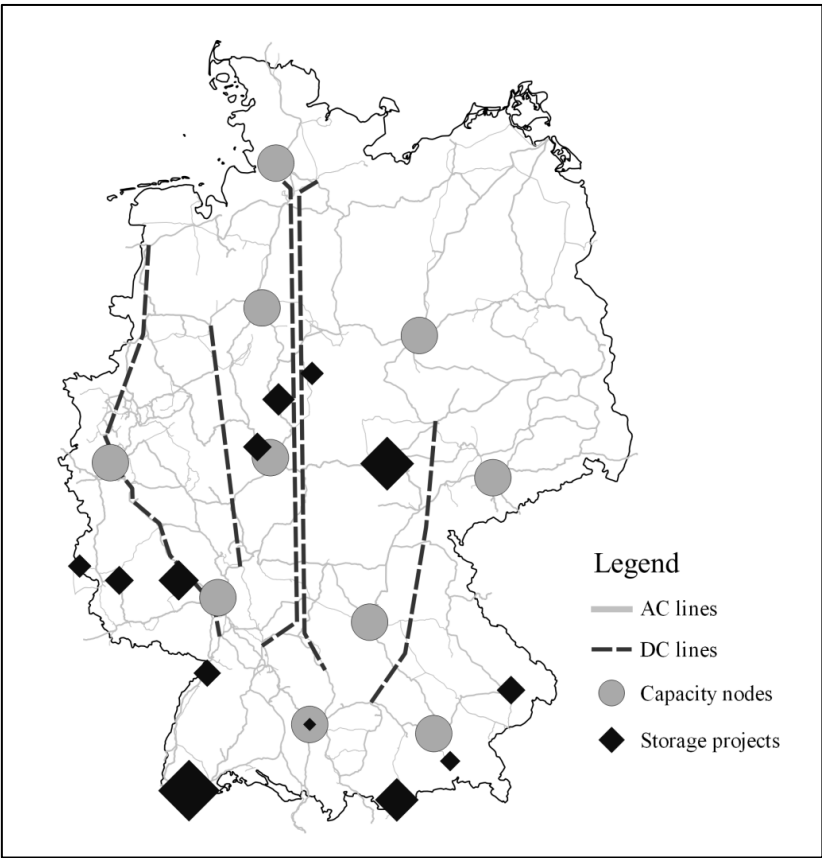 Legend
AC lines
DC lines
Capacity nodes
Storage projects